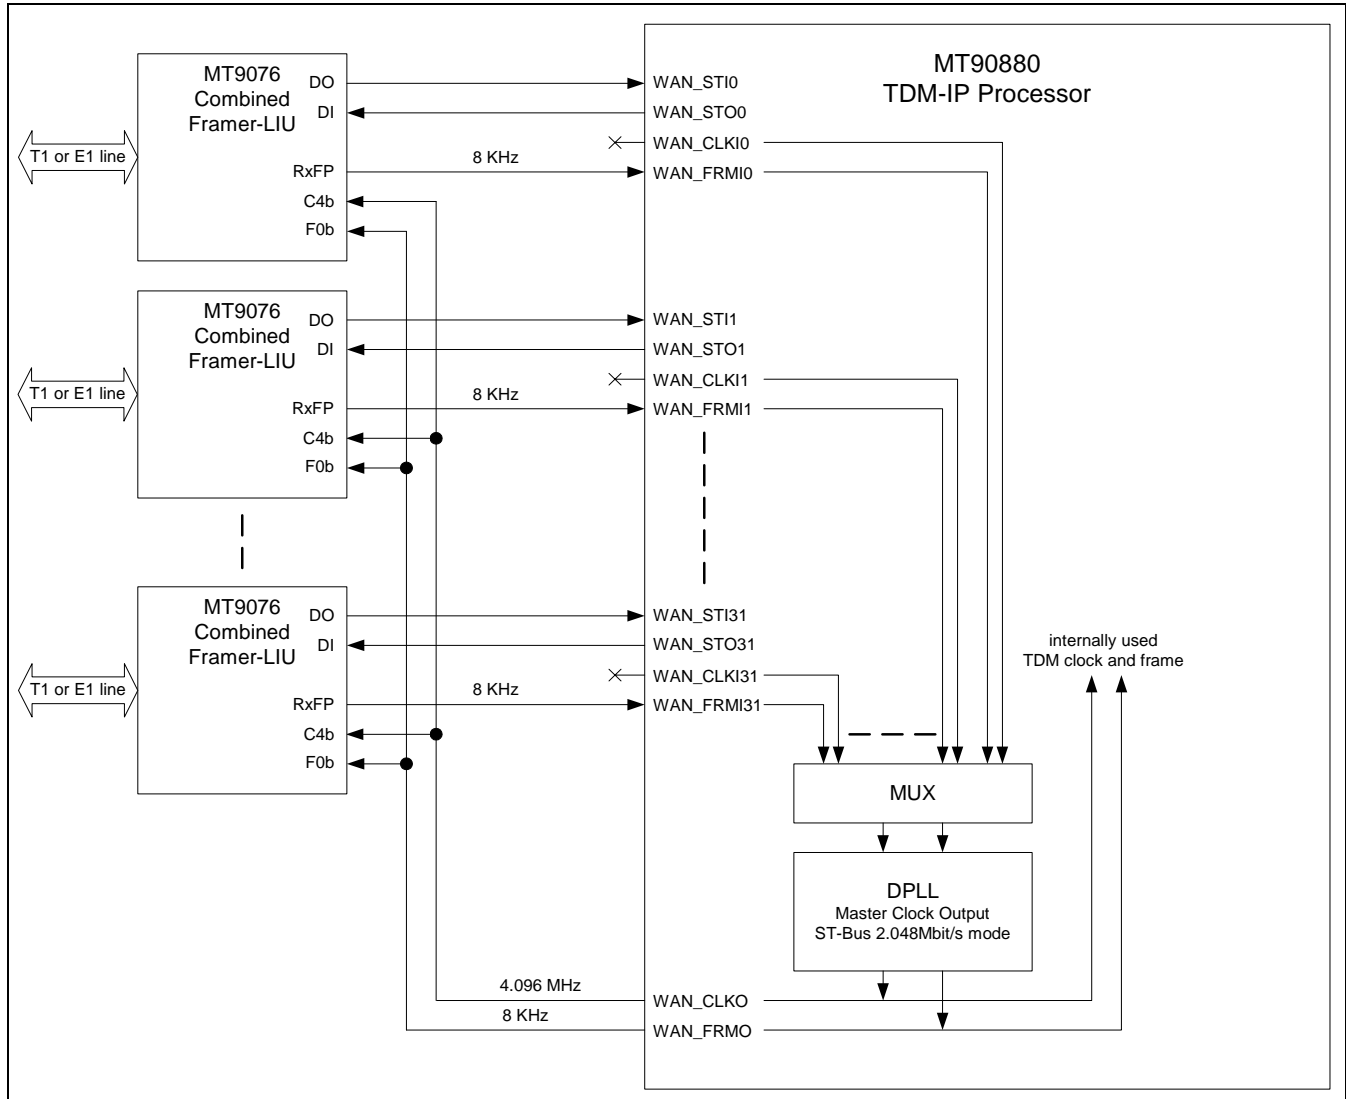 MT90880
TDM-IP Processor
MT9076
Combined
Framer-LIU
DO
DI
RxFP
C4b
F0b
T1 or E1 line
8 KHz
WAN_STI0
WAN_STO0
WAN_CLKI0
WAN_FRMI0
MT9076
Combined
Framer-LIU
DO
DI
RxFP
C4b
F0b
T1 or E1 line
8 KHz
WAN_STI1
WAN_STO1
WAN_CLKI1
WAN_FRMI1
MT9076
Combined
Framer-LIU
DO
DI
RxFP
C4b
F0b
T1 or E1 line
8 KHz
WAN_STI31
WAN_STO31
WAN_CLKI31
WAN_FRMI31
internally used
TDM clock and frame
MUX
DPLL
Master Clock Output
ST-Bus 2.048Mbit/s mode
4.096 MHz
WAN_CLKO
8 KHz
WAN_FRMO